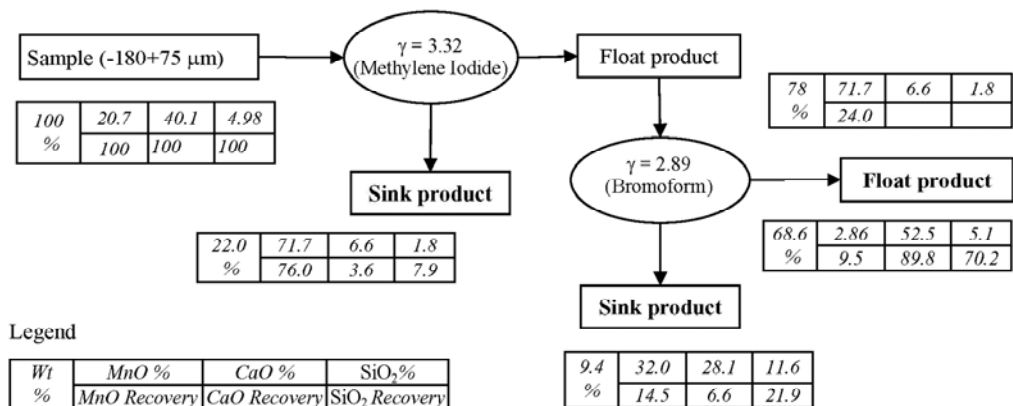 Sample (-180+75 μm)
γ = 3.32
(Methylene Iodide)
Float product
100 % 20.7 40.1 4.98
100 100 100
78 % 71.7 6.6 1.8
24.0
Sink product
γ = 2.89
(Bromoform)
Float product
22.0 % 71.7 6.6 1.8
76.0 3.6 7.9
68.6 % 2.86 52.5 5.1
9.5 89.8 70.2
Sink product
Legend
Wt % MnO % CaO % SiO₂%
MnO Recovery CaO Recovery SiO₂ Recovery
9.4 % 32.0 28.1 11.6
14.5 6.6 21.9